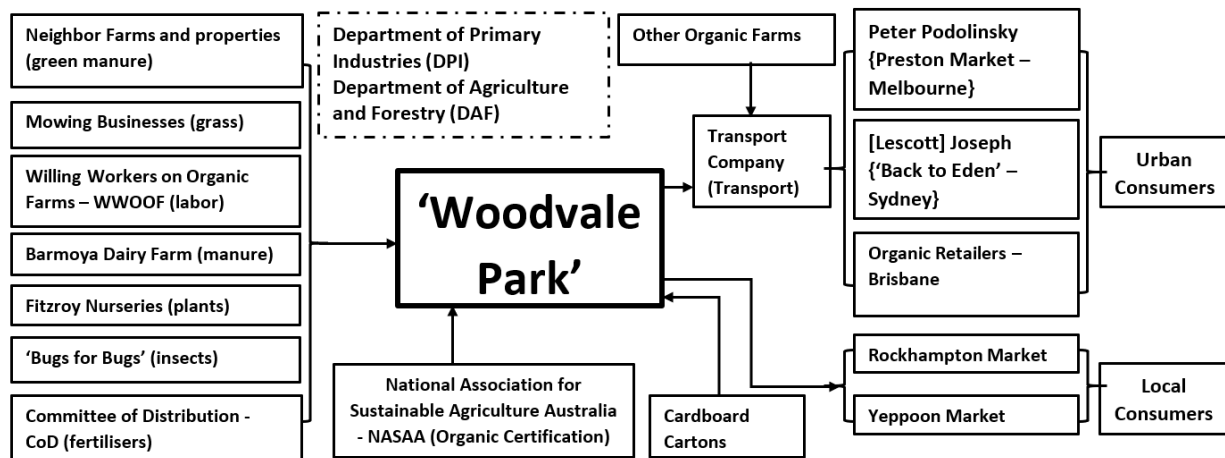 Neighbor Farms and properties
(green manure)
Mowing Businesses (grass)
Willing Workers on Organic
Farms – WWOOF (labor)
Barmoya Dairy Farm (manure)
Fitzroy Nurseries (plants)
‘Bugs for Bugs’ (insects)
Committee of Distribution -
CoD (fertilisers)
Department of Primary
Industries (DPI)
Department of Agriculture
and Forestry (DAF)
‘Woodvale
Park’
National Association for
Sustainable Agriculture Australia
- NASAA (Organic Certification)
Cardboard
Cartons
Other Organic Farms
Transport
Company
(Transport)
Peter Podolinsky
{Preston Market –
Melbourne}
[Lescott] Joseph
{‘Back to Eden’ –
Sydney}
Organic Retailers –
Brisbane
Rockhampton Market
Yeppoon Market
Urban
Consumers
Local
Consumers